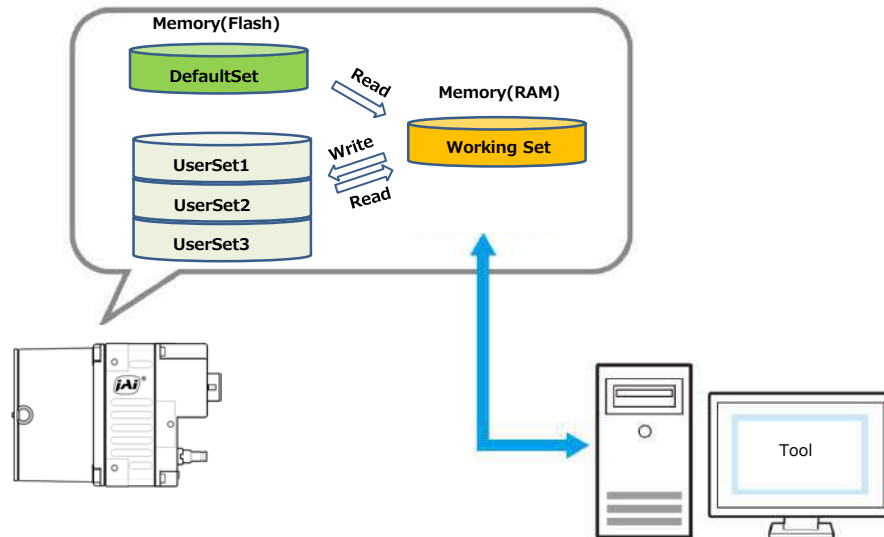 Memory(Flash)
DefaultSet
Read
Memory(RAM)
Working Set
Write
Read
UserSet1
UserSet2
UserSet3
JAi®
Tool